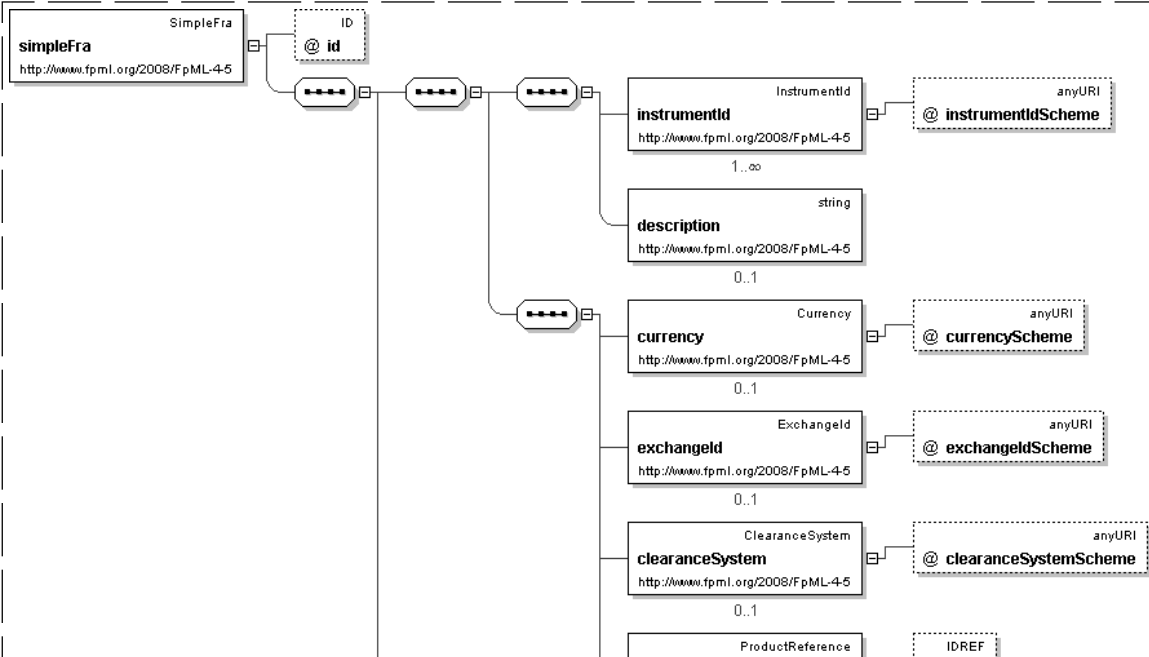 SimpleFra
simpleFra
http://www.fpml.org/2008/FpML-4-5
ID
@ id
InstrumentId
instrumentId
http://www.fpml.org/2008/FpML-4-5
1..∞
anyURI
@ instrumentIdScheme
string
description
http://www.fpml.org/2008/FpML-4-5
0..1
Currency
currency
http://www.fpml.org/2008/FpML-4-5
0..1
anyURI
@ currencyScheme
ExchangeId
exchangeId
http://www.fpml.org/2008/FpML-4-5
0..1
anyURI
@ exchangeIdScheme
ClearanceSystem
clearanceSystem
http://www.fpml.org/2008/FpML-4-5
0..1
anyURI
@ clearanceSystemScheme
ProductReference
IDREF